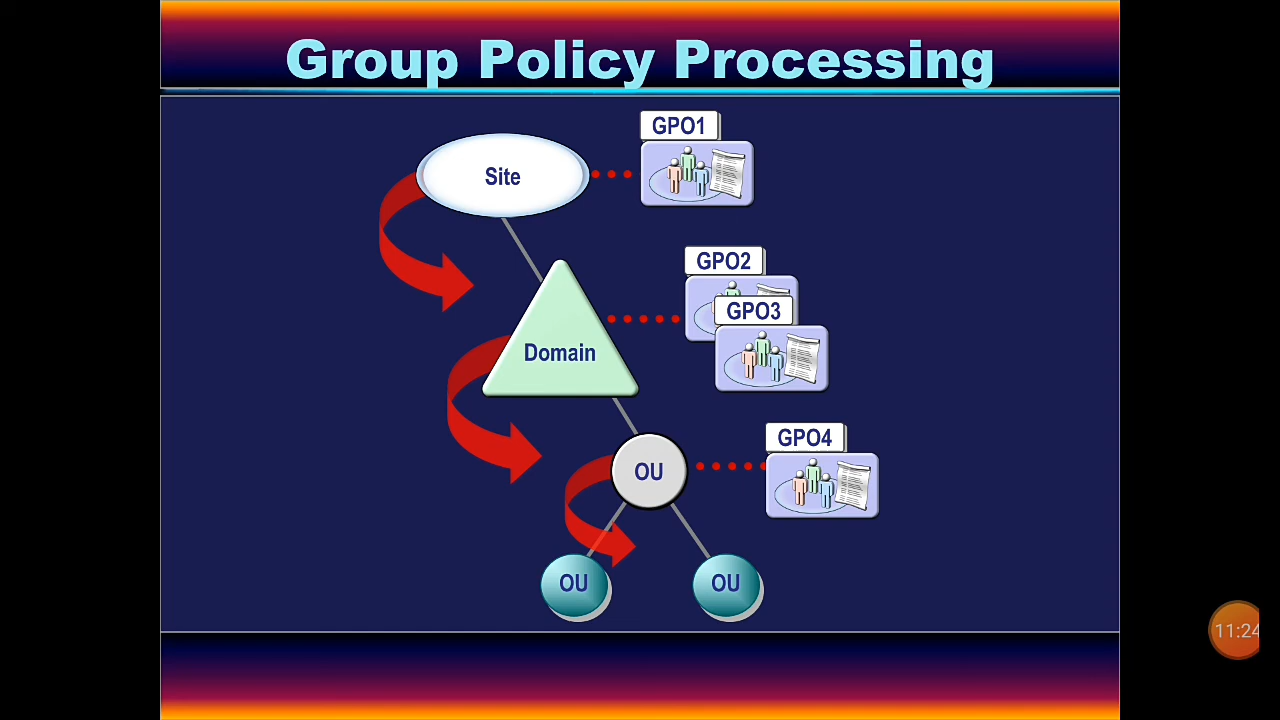 Group Policy Processing
GPO1
Site
GPO2
GPO3
Domain
GPO4
OU
OU
OU
11:24